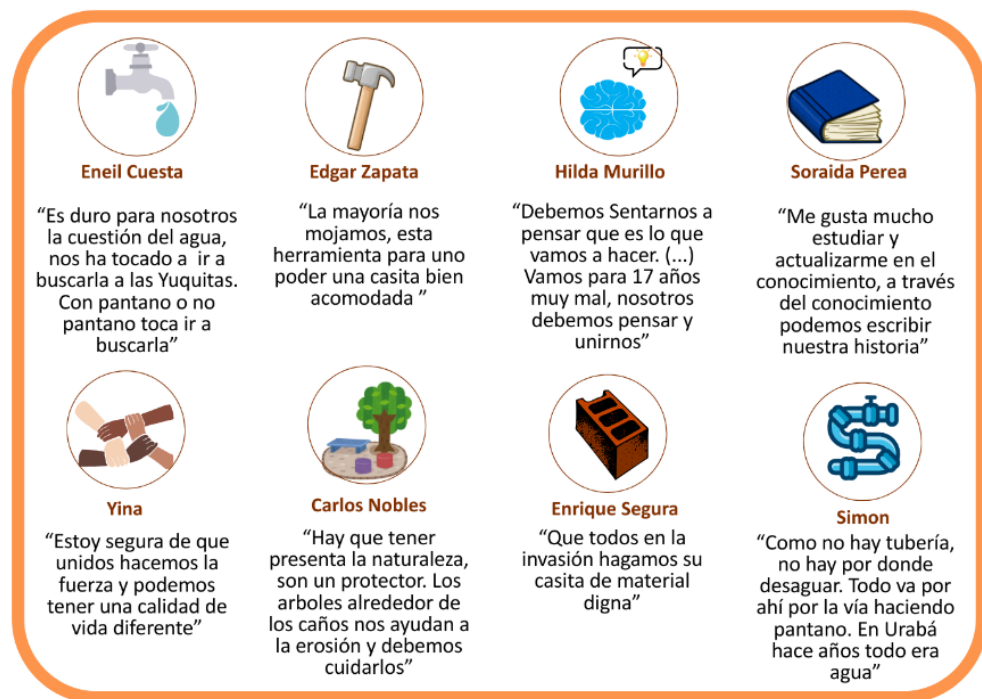 Eneil Cuesta
“Es duro para nosotros
la cuestión del agua,
nos ha tocado a  ir a
buscarla a las Yuquitas.
Con pantano o no
pantano toca ir a
buscarla”
Edgar Zapata
“La mayoría nos
mojamos, esta
herramienta para uno
poder una casita bien
acomodada ”
Hilda Murillo
“Debemos Sentarnos a
pensar que es lo que
vamos a hacer. (...)
Vamos para 17 años
muy mal, nosotros
debemos pensar y
unirnos”
Soraida Perea
“Me gusta mucho
estudiar y
actualizarme en el
conocimiento, a través
del conocimiento
podemos escribir
nuestra historia”
Yina
“Estoy segura de que
unidos hacemos la
fuerza y podemos
tener una calidad de
vida diferente”
Carlos Nobles
“Hay que tener
presenta la naturaleza,
son un protector. Los
arboles alrededor de
los caños nos ayudan a
la erosión y debemos
cuidarlos”
Enrique Segura
“Que todos en la
invasión hagamos su
casita de material
digna”
Simon
“Como no hay tubería,
no hay por donde
desaguar. Todo va por
ahí por la vía haciendo
pantano. En Urabá
hace años todo era
agua”